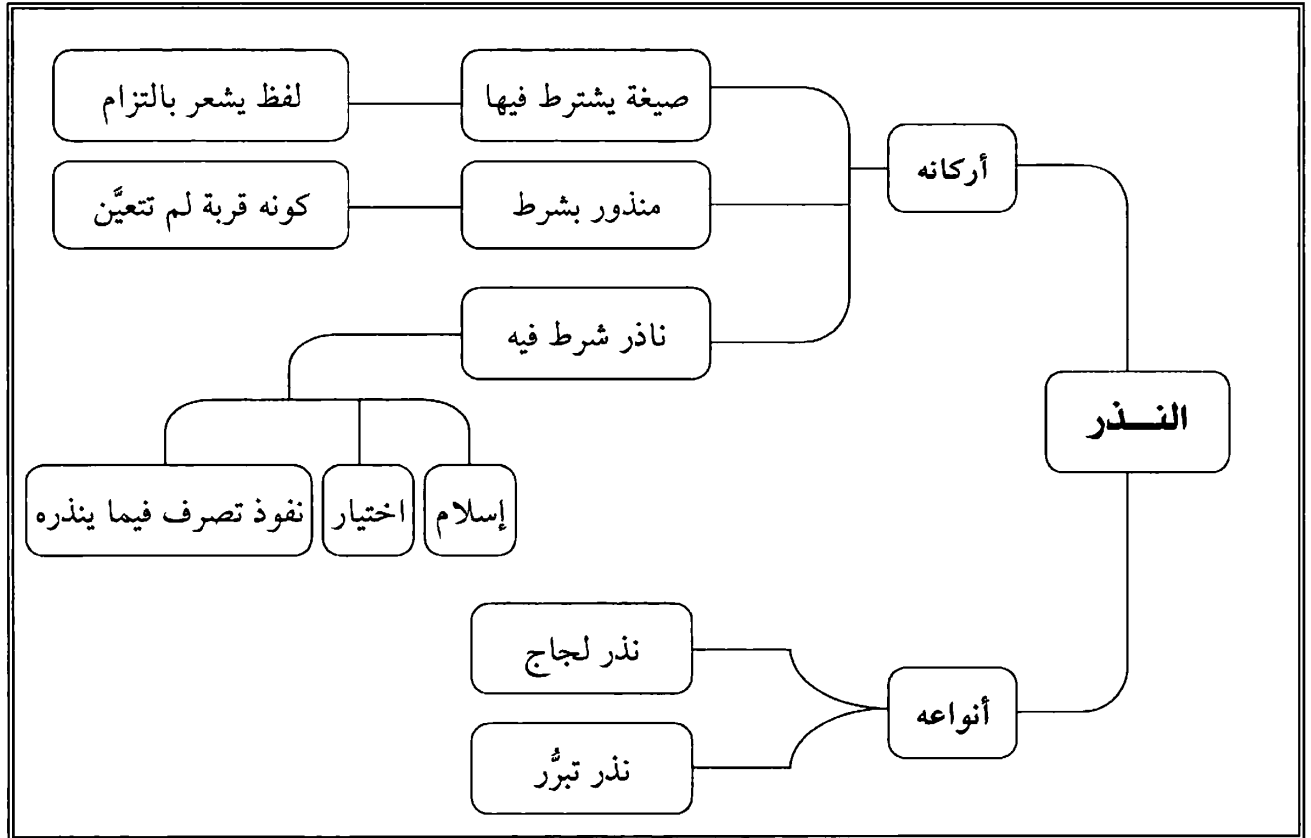 النـــذر
أركانه
صيغة يشترط فيها
لفظ يشعر بالتزام
منذور بشرط
كونه قربة لم تتعيَّن
ناذر شرط فيه
إسلام
اختيار
نفوذ تصرف فيما ينذره
أنواعه
نذر لجاج
نذر تبرُّر